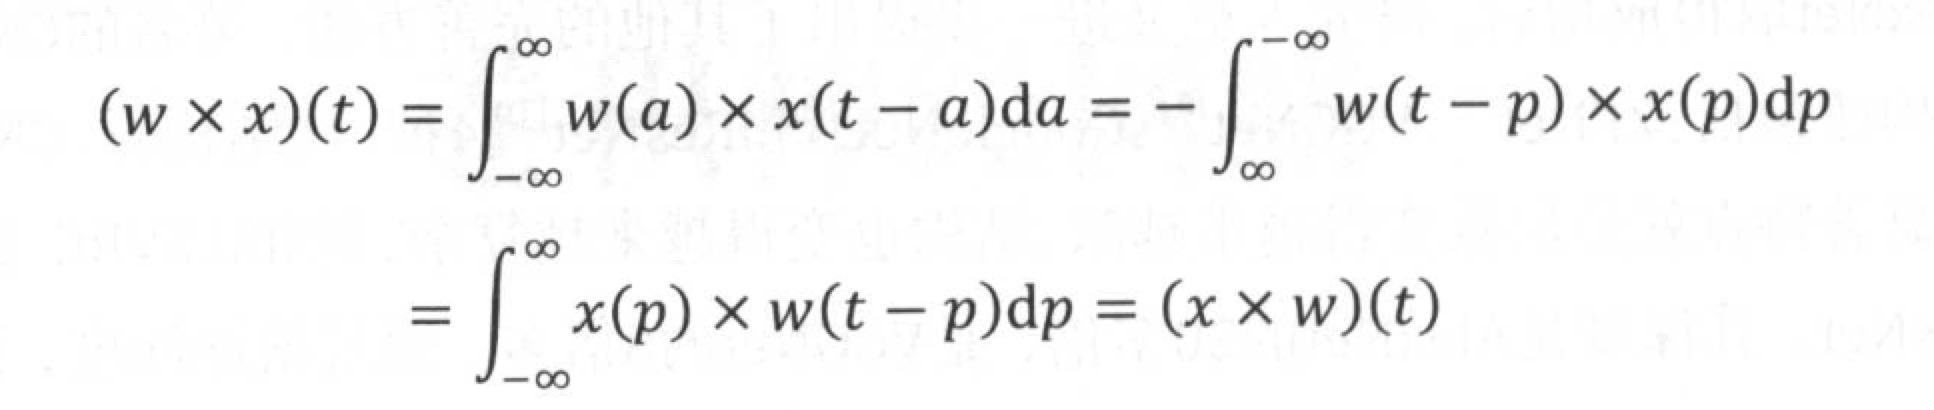 (w × x)(t) = ∫_{−∞}^{∞} w(a) × x(t − a)da = −∫_{∞}^{−∞} w(t − p) × x(p)dp
= ∫_{−∞}^{∞} x(p) × w(t − p)dp = (x × w)(t)